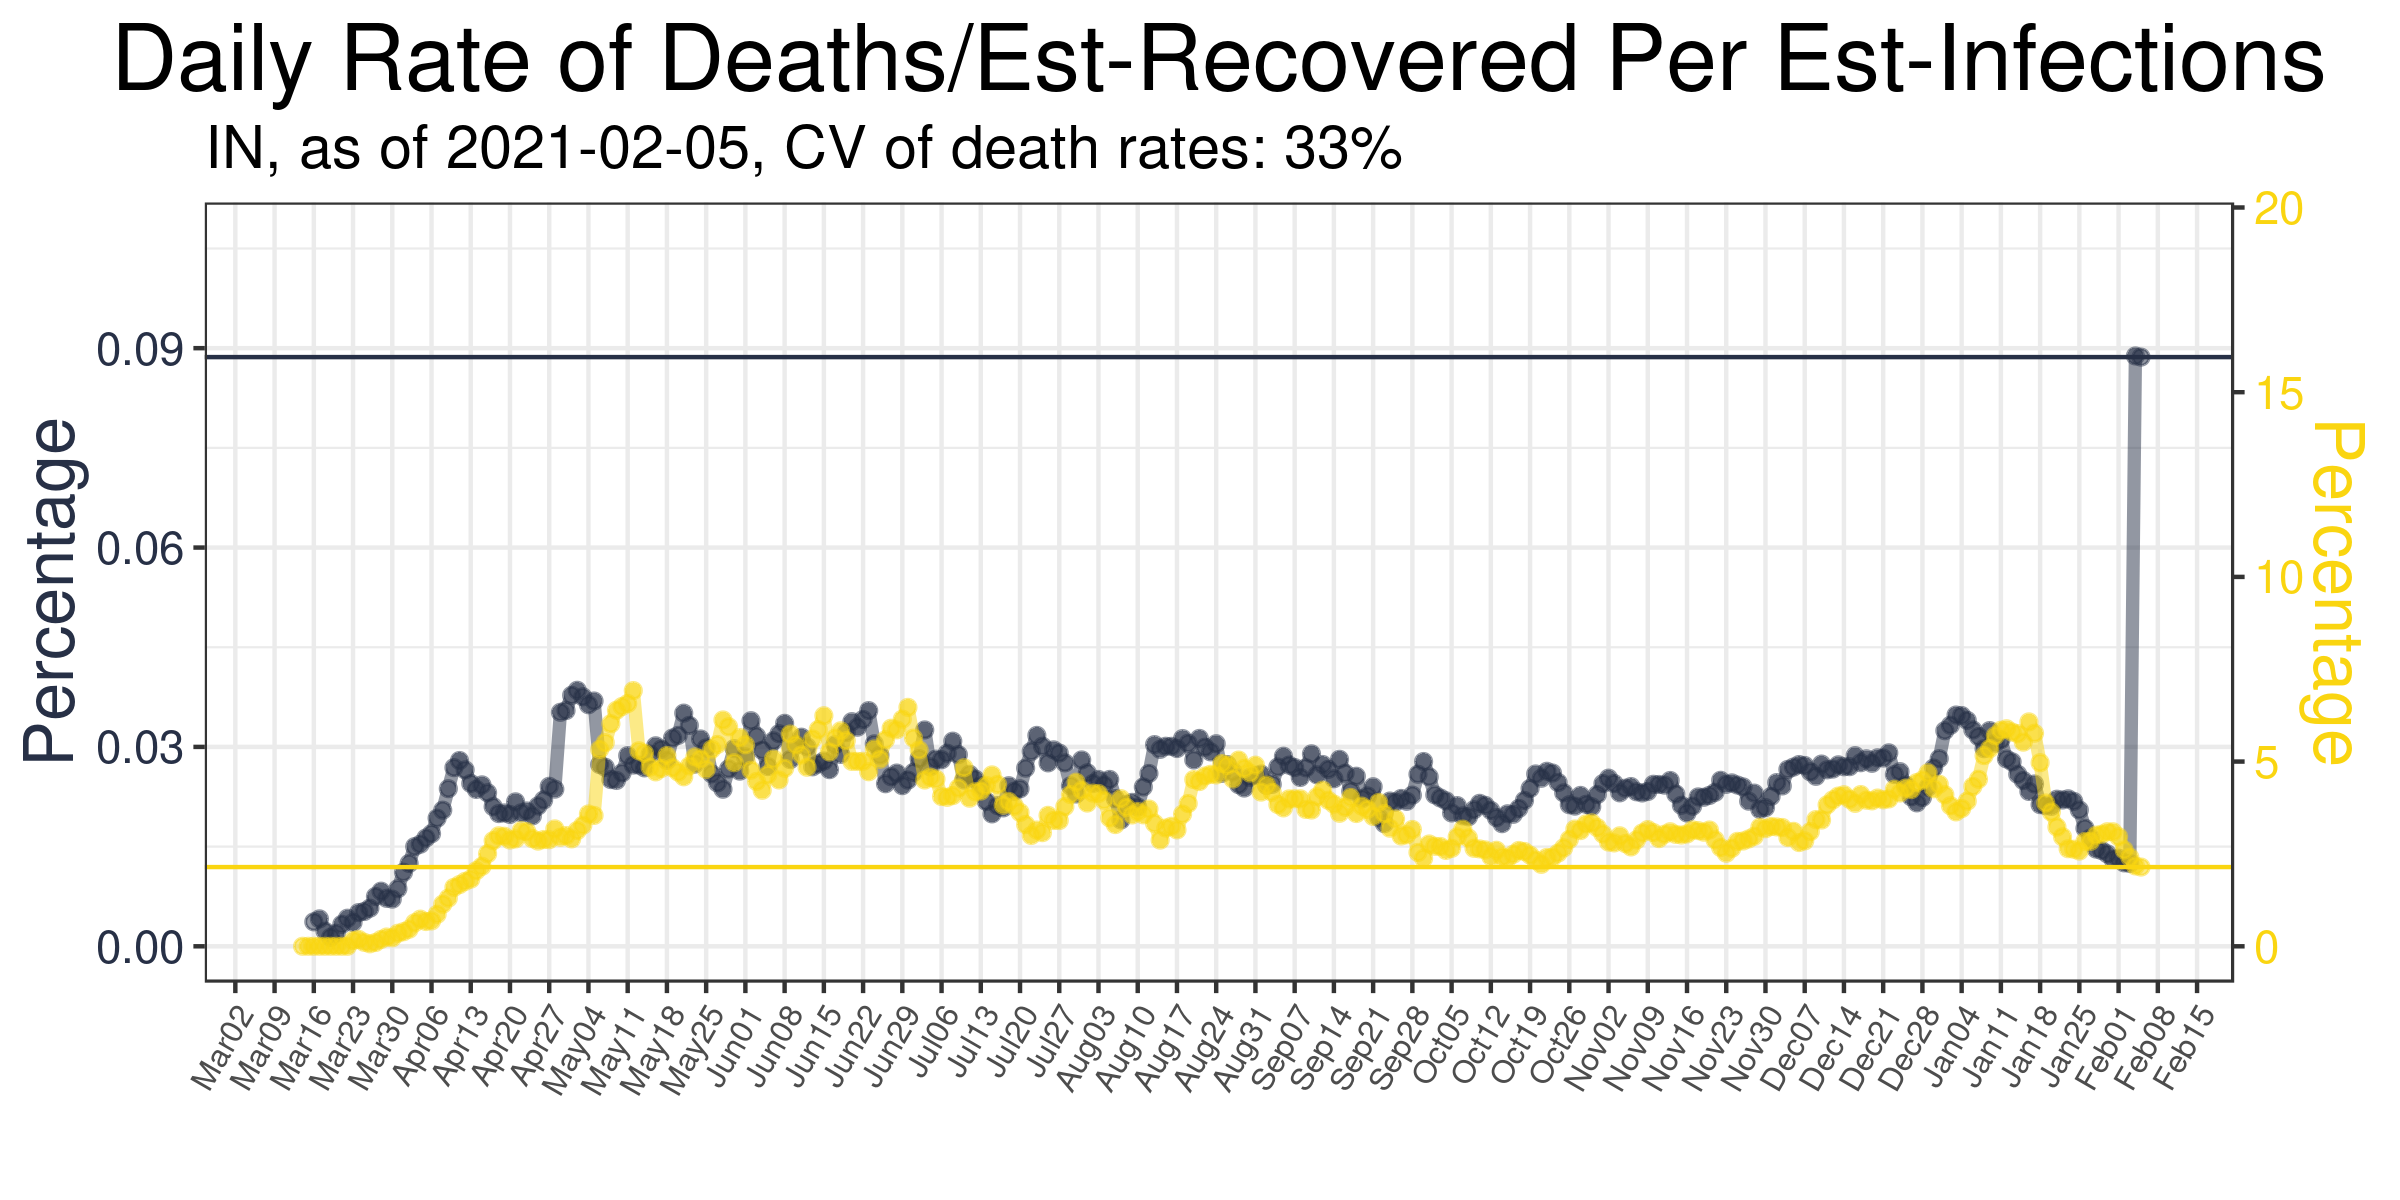 Daily Rate of Deaths/Est-Recovered Per Est-Infections
IN, as of 2021-02-05, CV of death rates: 33%
Percentage
0.09
0.06
0.03
0.00
20
15
10
5
0
Percentage
Mar02
Mar09
Mar16
Mar23
Mar30
Apr06
Apr13
Apr20
Apr27
May04
May11
May18
May25
Jun01
Jun08
Jun15
Jun22
Jun29
Jul06
Jul13
Jul20
Jul27
Aug03
Aug10
Aug17
Aug24
Aug31
Sep07
Sep14
Sep21
Sep28
Oct05
Oct12
Oct19
Oct26
Nov02
Nov09
Nov16
Nov23
Nov30
Dec07
Dec14
Dec21
Dec28
Jan04
Jan11
Jan18
Jan25
Feb01
Feb08
Feb15